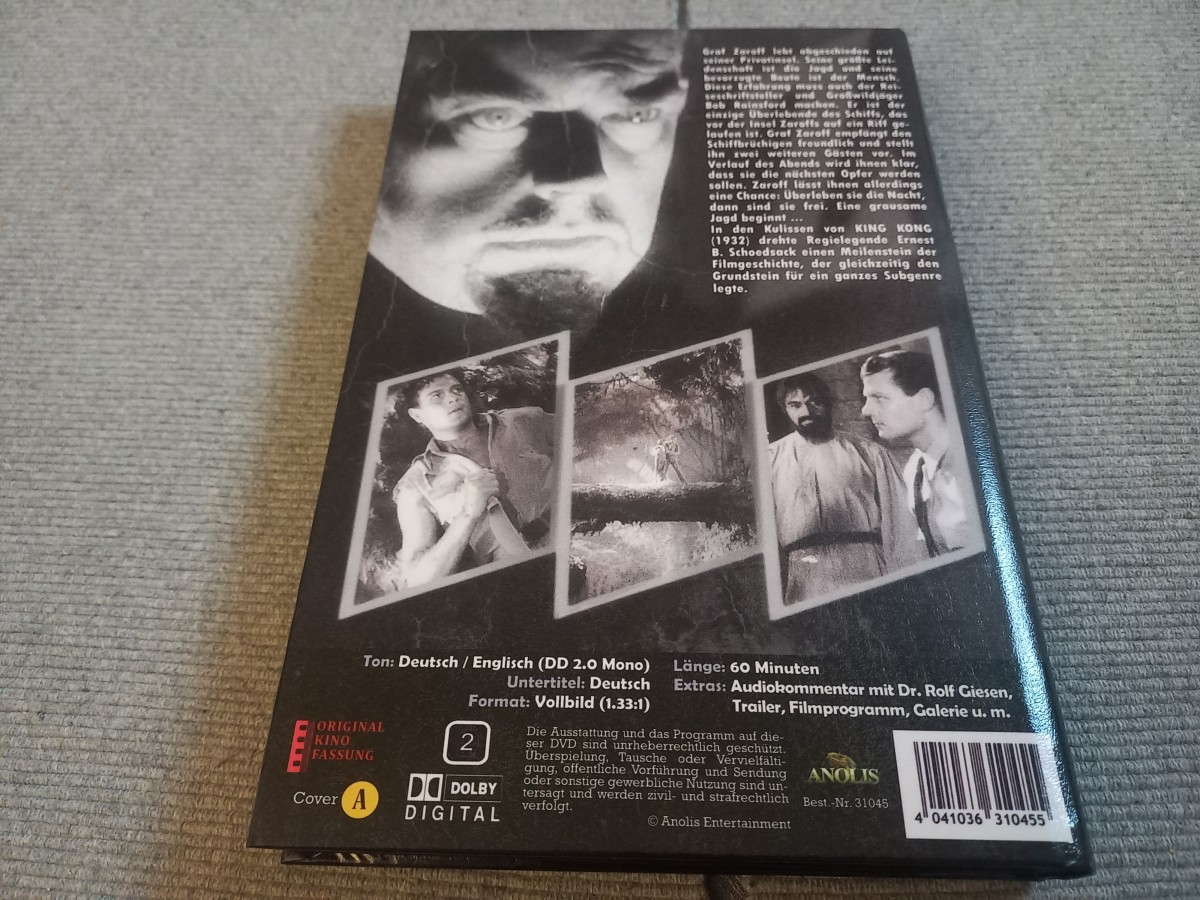 Graf Zaroff lebt abgeschieden auf
seiner Privatinsel. Seine größte Lei-
denschaft ist die Jagd und seine
bevorzugte Beute ist der Mensch.
Diese Erfahrung muss auch der Rei-
seschriftsteller und Großwildjäger
Bob Rainsford machen. Er ist der
einzige Überlebende des Schiffs, das
vor der Insel Zaroffs auf ein Riff ge-
laufen ist. Graf Zaroff empfängt den
Schiffbrüchigen freundlich und stellt
ihn zwei weiteren Gästen vor. Im
Verlauf des Abends wird ihnen klar,
dass sie die nächsten Opfer werden
sollen. Zaroff lässt ihnen allerdings
eine Chance: Überleben sie die Nacht,
dann sind sie frei. Eine grausame
Jagd beginnt ...
In den Kulissen von KING KONG
(1932) drehte Regielegende Ernest
B. Schoedsack einen Meilenstein der
Filmgeschichte, der gleichzeitig den
Grundstein für ein ganzes Subgenre
legte.
Ton: Deutsch / Englisch (DD 2.0 Mono)
Untertitel: Deutsch
Format: Vollbild (1.33:1)
Länge: 60 Minuten
Extras: Audiokommentar mit Dr. Rolf Giesen,
Trailer, Filmprogramm, Galerie u. m.
ORIGINAL
KINO
FASSUNG
Cover A
2
DOLBY
DIGITAL
Die Ausstattung und das Programm auf die-
ser DVD sind unrheberrechtlich geschützt.
Überspielung, Tausche oder Vervielfälti-
gung, öffentliche Vorführung und Sendung
oder sonstige gewerbliche Nutzung sind un-
tersagt und werden zivil- und strafrechtlich
verfolgt.
© Anolis Entertainment
ANOLIS
Best.-Nr. 31045
4 041036 310455